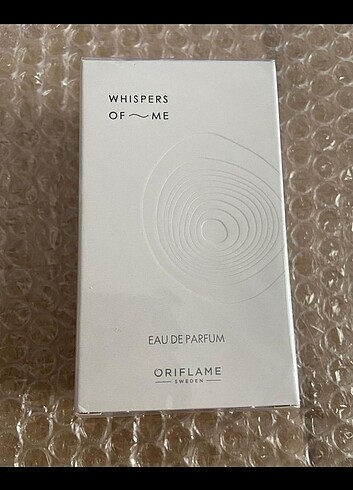 WHISPERS
OF ~ ME
EAU DE PARFUM
ORIFLAME
SWEDEN